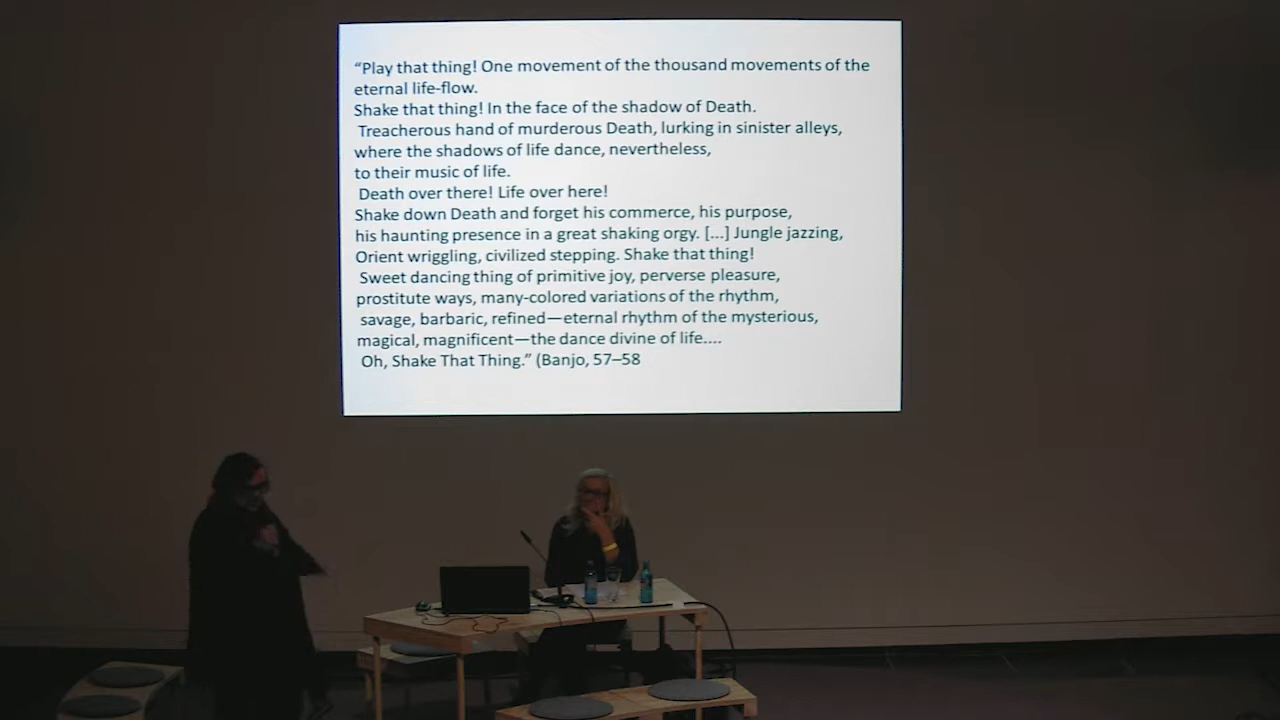 “Play that thing! One movement of the thousand movements of the
eternal life-flow.
Shake that thing! In the face of the shadow of Death.
Treacherous hand of murderous Death, lurking in sinister alleys,
where the shadows of life dance, nevertheless,
to their music of life.
Death over there! Life over here!
Shake down Death and forget his commerce, his purpose,
his haunting presence in a great shaking orgy. [...] Jungle jazzing,
Orient wriggling, civilized stepping. Shake that thing!
Sweet dancing thing of primitive joy, perverse pleasure,
prostitute ways, many-colored variations of the rhythm,
savage, barbaric, refined—eternal rhythm of the mysterious,
magical, magnificent—the dance divine of life....
Oh, Shake That Thing.” (Banjo, 57–58